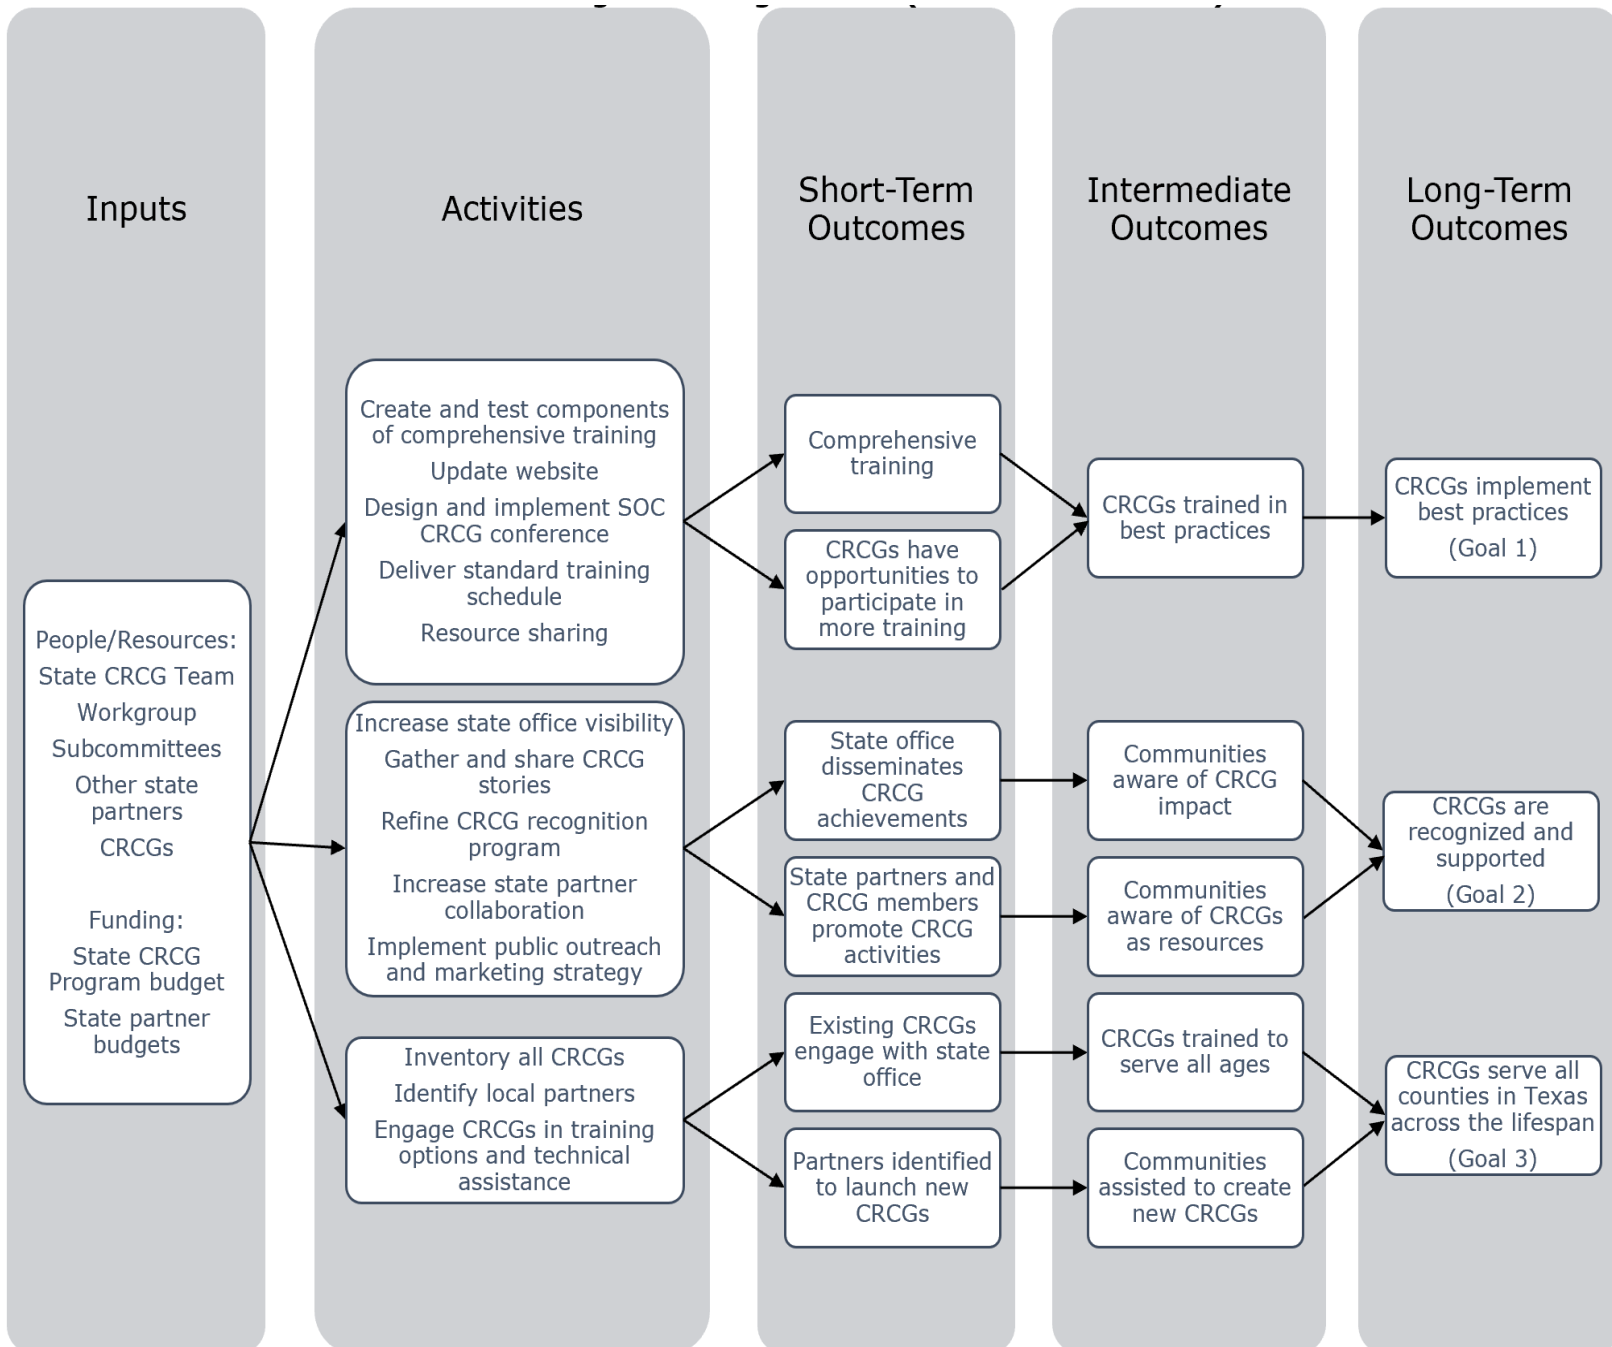 Inputs
Activities
Short-Term
Outcomes
Intermediate
Outcomes
Long-Term
Outcomes
People/Resources:
State CRCG Team
Workgroup
Subcommittees
Other state
partners
CRCGs
Funding:
State CRCG
Program budget
State partner
budgets
Create and test components
of comprehensive training
Update website
Design and implement SOC
CRCG conference
Deliver standard training
schedule
Resource sharing
Increase state office visibility
Gather and share CRCG
stories
Refine CRCG recognition
program
Increase state partner
collaboration
Implement public outreach
and marketing strategy
Inventory all CRCGs
Identify local partners
Engage CRCGs in training
options and technical
assistance
Comprehensive
training
CRCGs have
opportunities to
participate in
more training
State office
disseminates
CRCG
achievements
State partners and
CRCG members
promote CRCG
activities
Existing CRCGs
engage with state
office
Partners identified
to launch new
CRCGs
CRCGs trained in
best practices
Communities
aware of CRCG
impact
Communities
aware of CRCGs
as resources
CRCGs trained to
serve all ages
Communities
assisted to create
new CRCGs
CRCGs implement
best practices
(Goal 1)
CRCGs are
recognized and
supported
(Goal 2)
CRCGs serve all
counties in Texas
across the lifespan
(Goal 3)